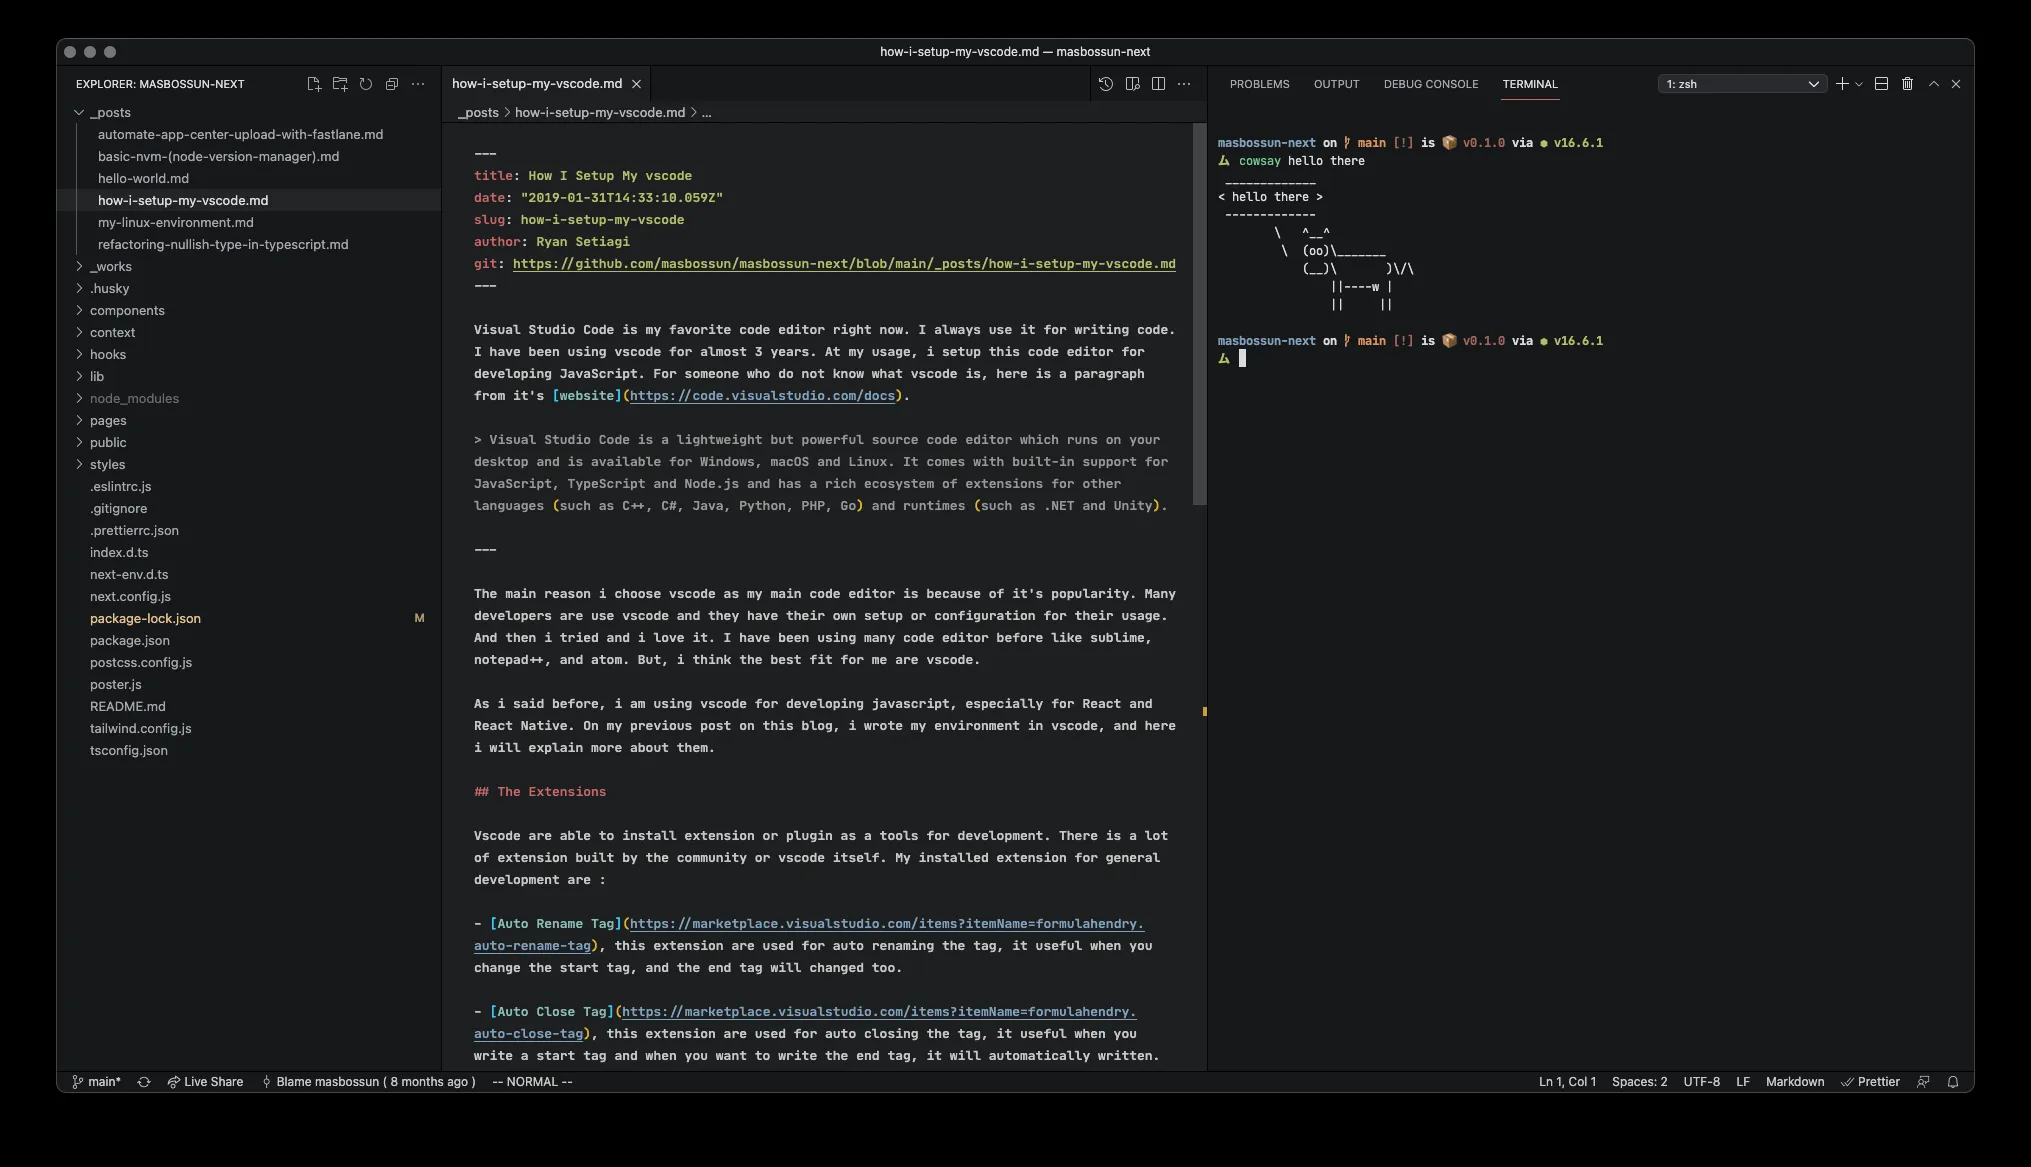 how-i-setup-my-vscode.md — masbossun-next
EXPLORER: MASBOSSUN-NEXT
_posts
automate-app-center-upload-with-fastlane.md
basic-nvm-(node-version-manager).md
hello-world.md
how-i-setup-my-vscode.md
my-linux-environment.md
refactoring-nullish-type-in-typescript.md
_works
.husky
components
context
hooks
lib
node_modules
pages
public
styles
.eslintrc.js
.gitignore
.prettierrc.json
index.d.ts
next-env.d.ts
next.config.js
package-lock.json M
package.json
postcss.config.js
poster.js
README.md
tailwind.config.js
tsconfig.json
how-i-setup-my-vscode.md
_posts > how-i-setup-my-vscode.md > ...
---
title: How I Setup My vscode
date: "2019-01-31T14:33:10.059Z"
slug: how-i-setup-my-vscode
author: Ryan Setiagi
git: https://github.com/masbossun/masbossun-next/blob/main/_posts/how-i-setup-my-vscode.md
---
Visual Studio Code is my favorite code editor right now. I always use it for writing code.
I have been using vscode for almost 3 years. At my usage, i setup this code editor for
developing JavaScript. For someone who do not know what vscode is, here is a paragraph
from it's [website](https://code.visualstudio.com/docs).
> Visual Studio Code is a lightweight but powerful source code editor which runs on your
desktop and is available for Windows, macOS and Linux. It comes with built-in support for
JavaScript, TypeScript and Node.js and has a rich ecosystem of extensions for other
languages (such as C++, C#, Java, Python, PHP, Go) and runtimes (such as .NET and Unity).
---
The main reason i choose vscode as my main code editor is because of it's popularity. Many
developers are use vscode and they have their own setup or configuration for their usage.
And then i tried and i love it. I have been using many code editor before like sublime,
notepad++, and atom. But, i think the best fit for me are vscode.
As i said before, i am using vscode for developing javascript, especially for React and
React Native. On my previous post on this blog, i wrote my environment in vscode, and here
i will explain more about them.
## The Extensions
Vscode are able to install extension or plugin as a tools for development. There is a lot
of extension built by the community or vscode itself. My installed extension for general
development are :
- [Auto Rename Tag](https://marketplace.visualstudio.com/items?itemName=formulahendry.
auto-rename-tag), this extension are used for auto renaming the tag, it useful when you
change the start tag, and the end tag will changed too.
- [Auto Close Tag](https://marketplace.visualstudio.com/items?itemName=formulahendry.
auto-close-tag), this extension are used for auto closing the tag, it useful when you
write a start tag and when you want to write the end tag, it will automatically written.
PROBLEMS OUTPUT DEBUG CONSOLE TERMINAL 1: zsh
masbossun-next on main [!] is 📦 v0.1.0 via v16.6.1
cowsay hello there
 _____________
< hello there >
 -------------
        \   ^__^
         \  (oo)\_______
            (__)\       )\/\
                ||----w |
                ||     ||
masbossun-next on main [!] is 📦 v0.1.0 via v16.6.1
main* Live Share Blame masbossun ( 8 months ago ) -- NORMAL -- Ln 1, Col 1 Spaces: 2 UTF-8 LF Markdown Prettier